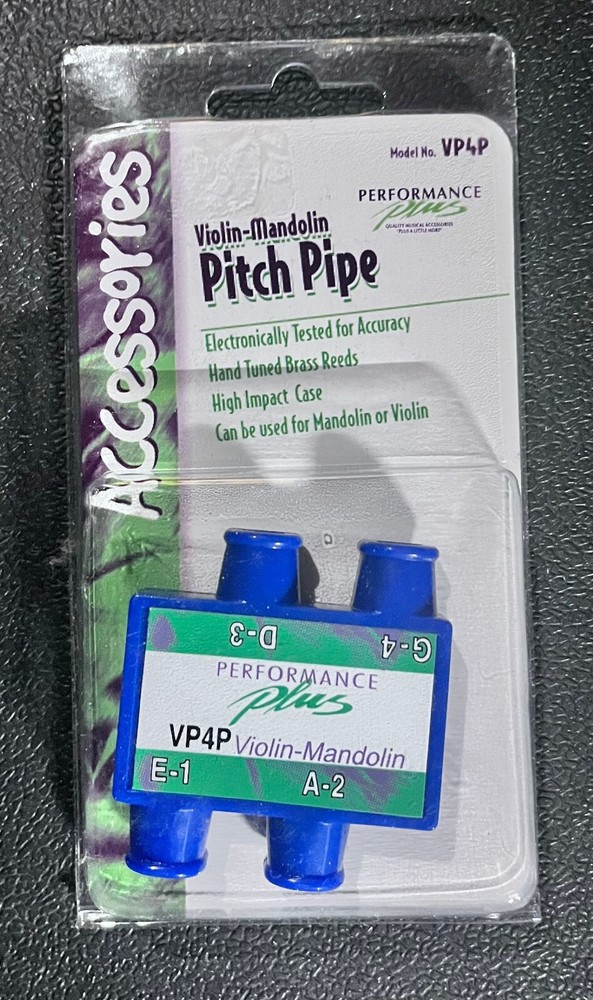 Accessories
Model No. VP4P
PERFORMANCE
plus
QUALITY MUSICAL ACCESSORIES
"PLUS A LITTLE MORE"
Violin-Mandolin
Pitch Pipe
Electronically Tested for Accuracy
Hand Tuned Brass Reeds
High Impact Case
Can be used for Mandolin or Violin
D-3
G-4
PERFORMANCE
plus
VP4P Violin-Mandolin
E-1
A-2